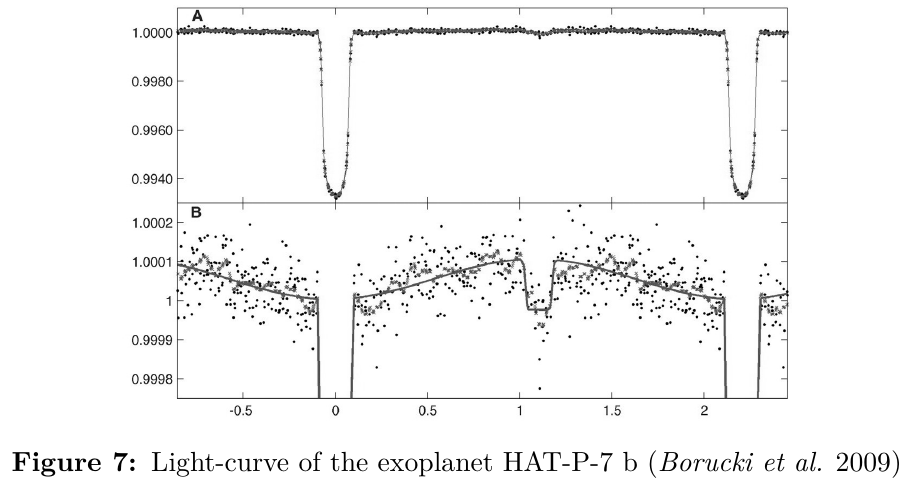 A
1.0000
0.9980
0.9960
0.9940
B
1.0002
1.0001
1
0.9999
0.9998
-0.5 0 0.5 1 1.5 2
Figure 7: Light-curve of the exoplanet HAT-P-7 b (Borucki et al. 2009)